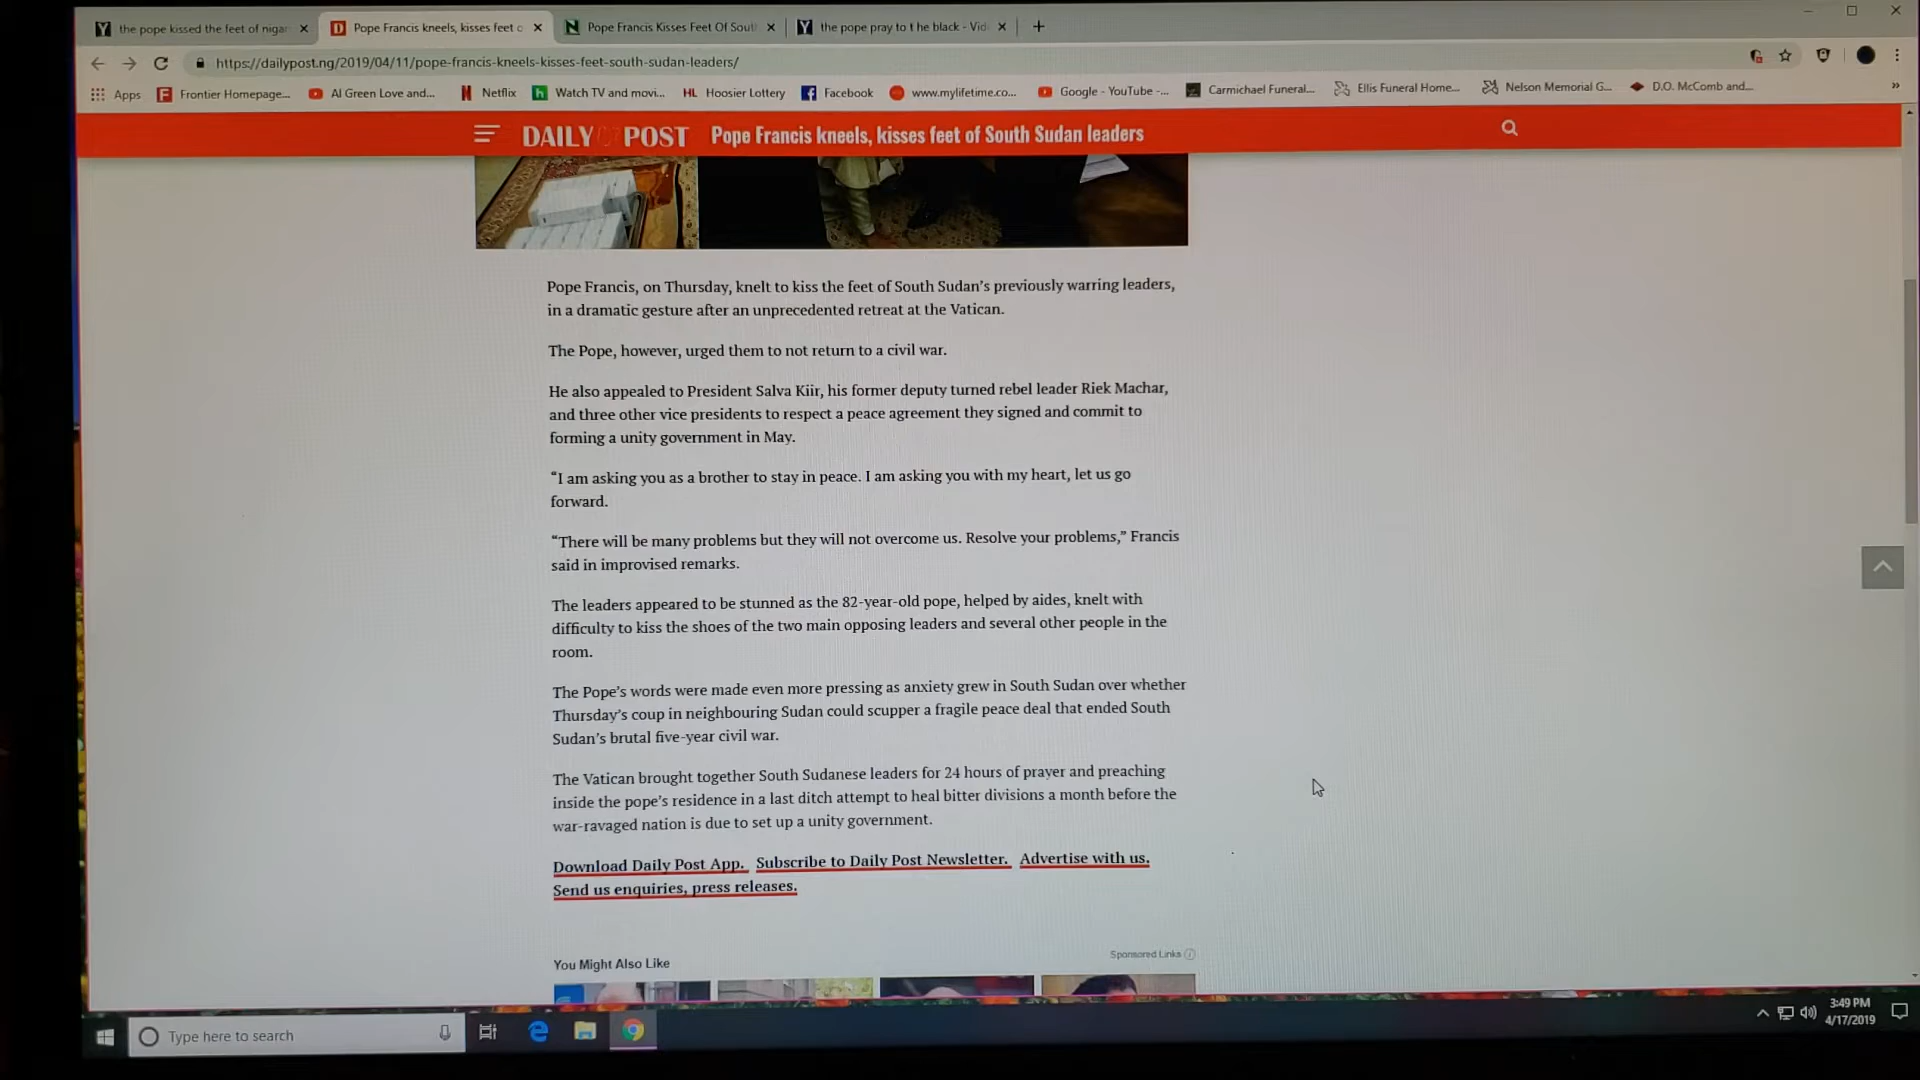 the pope kissed the feet of nigar
Pope Francis kneels, kisses feet o
Pope Francis Kisses Feet Of Sout
the pope pray to t he black - Vid
https://dailypost.ng/2019/04/11/pope-francis-kneels-kisses-feet-south-sudan-leaders/
Apps Frontier Homepage... Al Green Love and... Netflix Watch TV and movi... HL Hoosier Lottery Facebook www.mylifetime.co... Google - YouTube -... Carmichael Funeral... Ellis Funeral Home... Nelson Memorial G... D.O. McComb and...
DAILY POST Pope Francis kneels, kisses feet of South Sudan leaders
Pope Francis, on Thursday, knelt to kiss the feet of South Sudan's previously warring leaders,
in a dramatic gesture after an unprecedented retreat at the Vatican.
The Pope, however, urged them to not return to a civil war.
He also appealed to President Salva Kiir, his former deputy turned rebel leader Riek Machar,
and three other vice presidents to respect a peace agreement they signed and commit to
forming a unity government in May.
“I am asking you as a brother to stay in peace. I am asking you with my heart, let us go
forward.
“There will be many problems but they will not overcome us. Resolve your problems,” Francis
said in improvised remarks.
The leaders appeared to be stunned as the 82-year-old pope, helped by aides, knelt with
difficulty to kiss the shoes of the two main opposing leaders and several other people in the
room.
The Pope's words were made even more pressing as anxiety grew in South Sudan over whether
Thursday's coup in neighbouring Sudan could scupper a fragile peace deal that ended South
Sudan's brutal five-year civil war.
The Vatican brought together South Sudanese leaders for 24 hours of prayer and preaching
inside the pope's residence in a last ditch attempt to heal bitter divisions a month before the
war-ravaged nation is due to set up a unity government.
Download Daily Post App. Subscribe to Daily Post Newsletter. Advertise with us.
Send us enquiries, press releases.
You Might Also Like
Sponsored Links
Type here to search
3:49 PM
4/17/2019